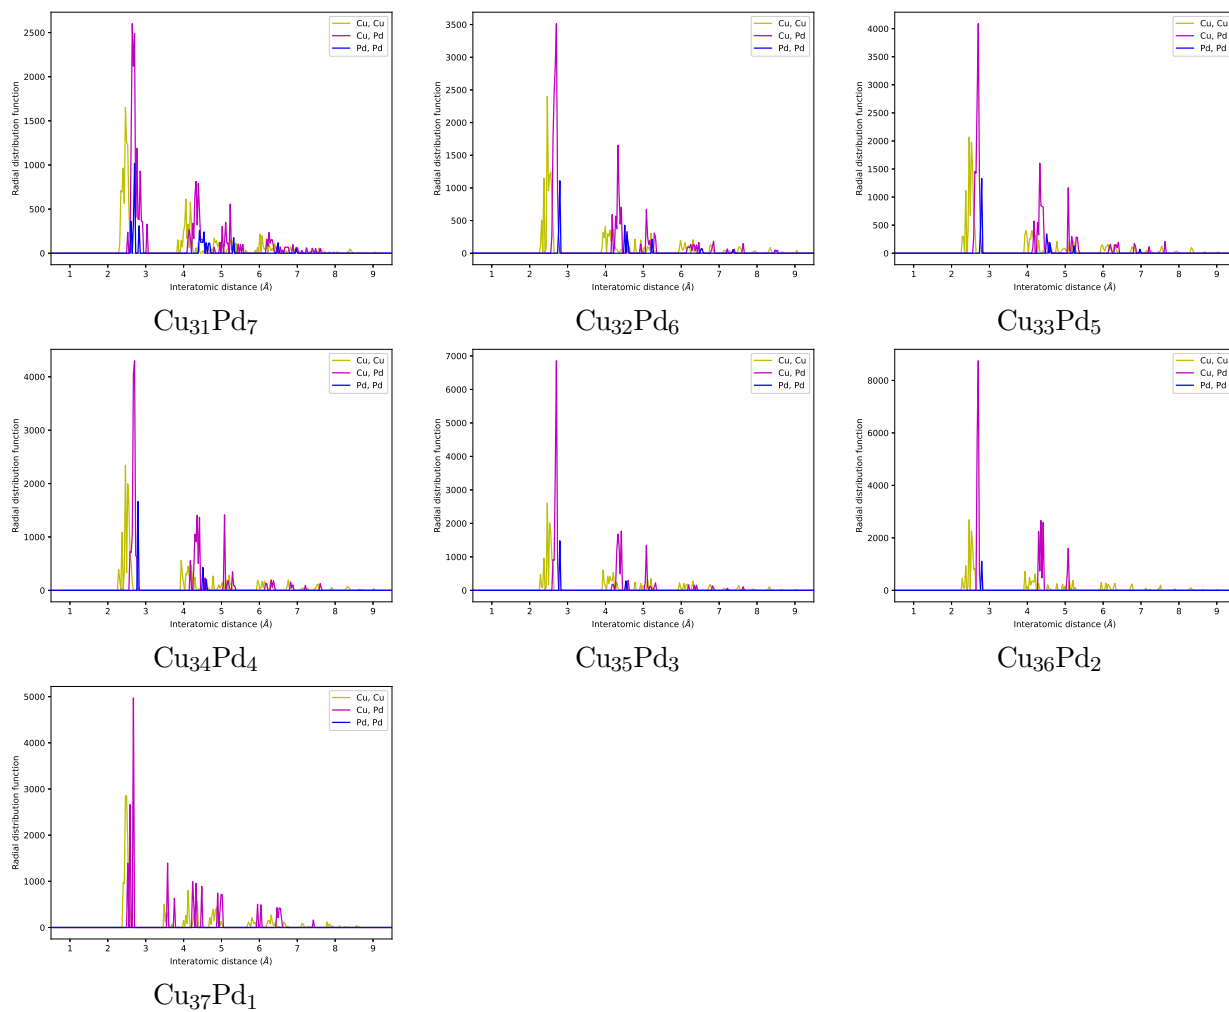 2500
2000
1500
1000
500
0
Radial distribution function
Cu, Cu
Cu, Pd
Pd, Pd
1 2 3 4 5 6 7 8 9
Interatomic distance (Å)
Cu31Pd7
3500
3000
2500
2000
1500
1000
500
0
Radial distribution function
Cu, Cu
Cu, Pd
Pd, Pd
1 2 3 4 5 6 7 8 9
Interatomic distance (Å)
Cu32Pd6
4000
3500
3000
2500
2000
1500
1000
500
0
Radial distribution function
Cu, Cu
Cu, Pd
Pd, Pd
1 2 3 4 5 6 7 8 9
Interatomic distance (Å)
Cu33Pd5
4000
3000
2000
1000
0
Radial distribution function
Cu, Cu
Cu, Pd
Pd, Pd
1 2 3 4 5 6 7 8 9
Interatomic distance (Å)
Cu34Pd4
7000
6000
5000
4000
3000
2000
1000
0
Radial distribution function
Cu, Cu
Cu, Pd
Pd, Pd
1 2 3 4 5 6 7 8 9
Interatomic distance (Å)
Cu35Pd3
8000
6000
4000
2000
0
Radial distribution function
Cu, Cu
Cu, Pd
Pd, Pd
1 2 3 4 5 6 7 8 9
Interatomic distance (Å)
Cu36Pd2
5000
4000
3000
2000
1000
0
Radial distribution function
Cu, Cu
Cu, Pd
Pd, Pd
1 2 3 4 5 6 7 8 9
Interatomic distance (Å)
Cu37Pd1